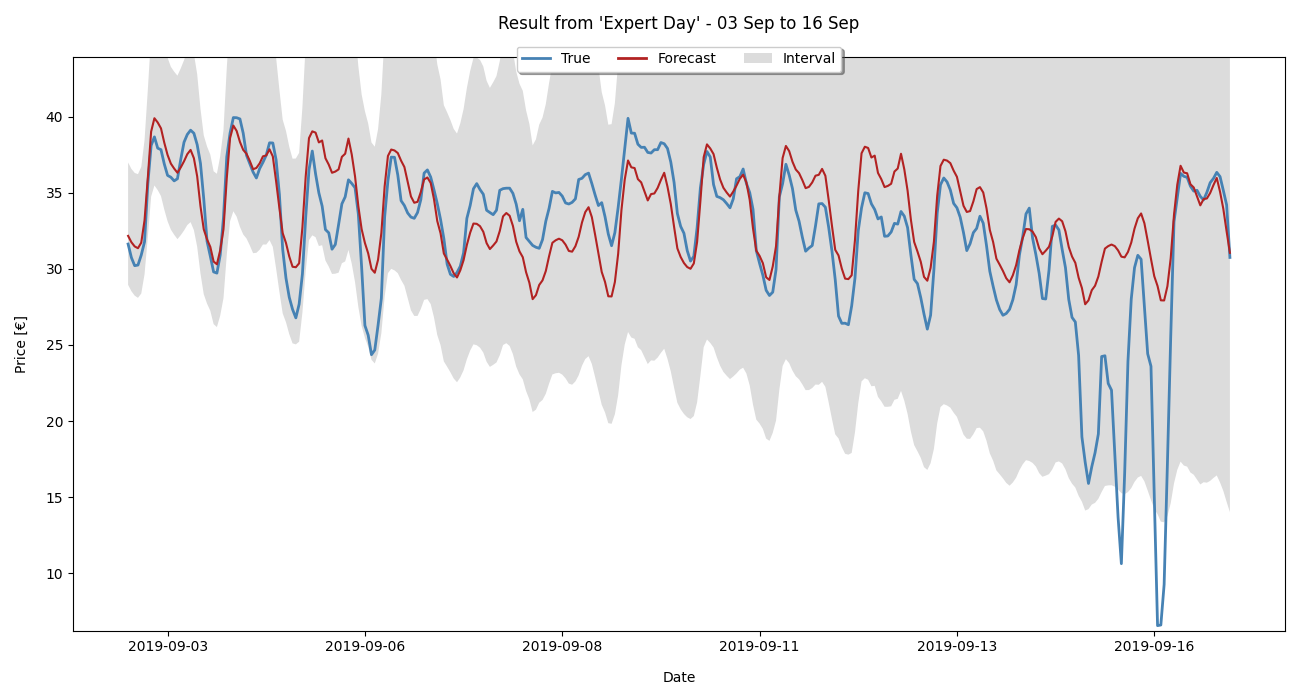 Result from 'Expert Day' - 03 Sep to 16 Sep
True Forecast Interval
Price [€]
40
35
30
25
20
15
10
2019-09-03 2019-09-06 2019-09-08 2019-09-11 2019-09-13 2019-09-16
Date